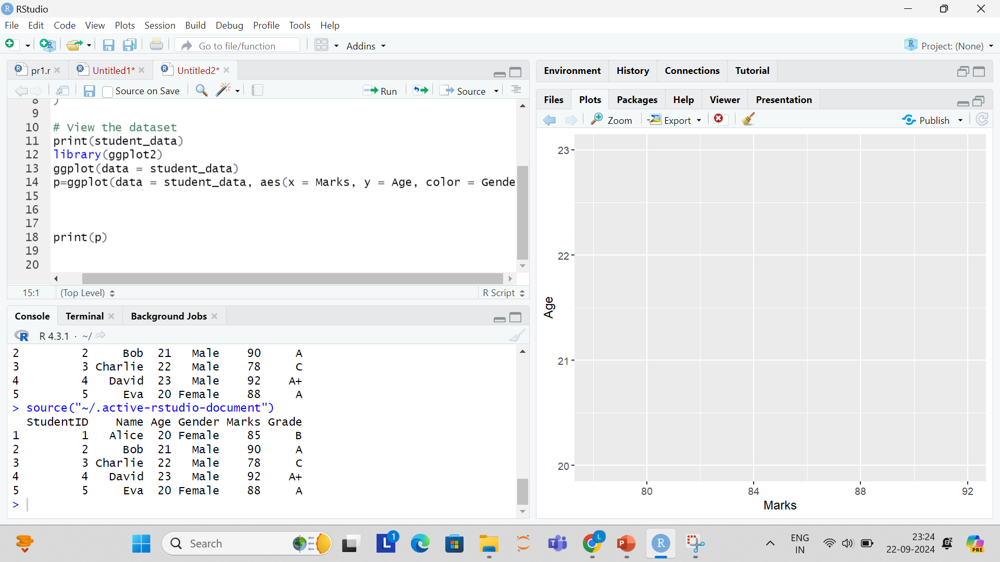 RStudio
File Edit Code View Plots Session Build Debug Profile Tools Help
Go to file/function Addins Project: (None)
pr1.r Untitled1* Untitled2*
Source on Save Run Source
8 )
9
10 # View the dataset
11 print(student_data)
12 library(ggplot2)
13 ggplot(data = student_data)
14 p=ggplot(data = student_data, aes(x = Marks, y = Age, color = Gende
15
16
17
18 print(p)
19
20
15:1 (Top Level) R Script
Console Terminal Background Jobs
R 4.3.1 · ~/
2 2 Bob 21 Male 90 A
3 3 Charlie 22 Male 78 C
4 4 David 23 Male 92 A+
5 5 Eva 20 Female 88 A
> source("~/.active-rstudio-document")
StudentID Name Age Gender Marks Grade
1 1 Alice 20 Female 85 B
2 2 Bob 21 Male 90 A
3 3 Charlie 22 Male 78 C
4 4 David 23 Male 92 A+
5 5 Eva 20 Female 88 A
>
Environment History Connections Tutorial
Files Plots Packages Help Viewer Presentation
Zoom Export Publish
23
22
21
20
Age
80 84 88 92
Marks
Search
L 1
L
P
R
PRE
ENG
IN
23:24
22-09-2024